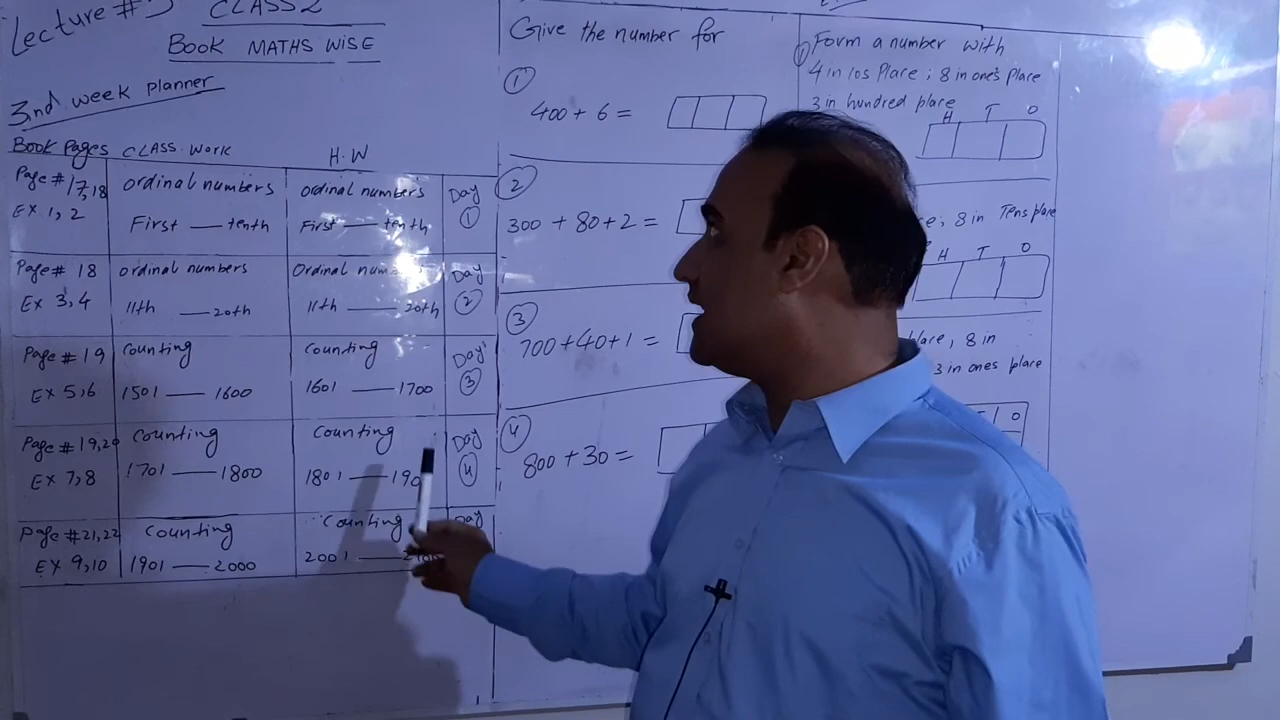 Lecture #
CLASS 2
Book MATHS WISE
3nd week planner
Book Pages CLASS WORK H.W
Page # 17,18 ordinal numbers ordinal numbers Day
EX 1, 2 First — tenth First — tenth 1
Page # 18 ordinal numbers Ordinal Day
EX 3,4 11th — 20th 11th 2
Page # 19 Counting Counting Day
EX 5,6 1501 — 1600 1601 — 1700 3
Page # 19,20 Counting Counting Day
EX 7,8 1701 — 1800 1801 — 190 4
Page # 21,22 Counting Counting Day
EX 9,10 1901 — 2000 2001 —
Give the number for
1
400 + 6 =
2
300 + 80 + 2 =
3
700 + 40 + 1 =
4
800 + 30 =
1 Form a number with
4 in 10s Place ; 8 in one's Place
3 in hundred place
H T O
8 in Tens place
H T O
place, 8 in
3 in ones place
O